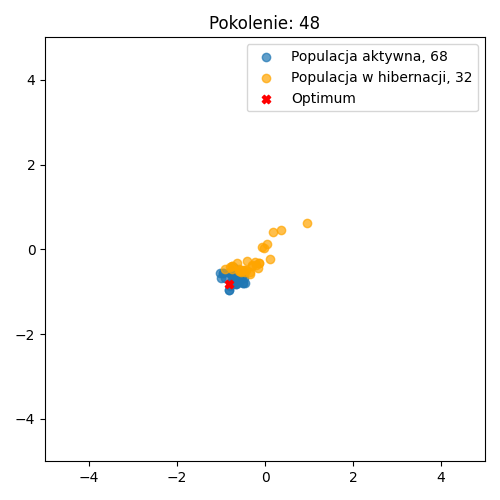 Pokolenie: 48
Populacja aktywna, 68
Populacja w hibernacji, 32
Optimum
4
2
0
−2
−4
−4
−2
0
2
4